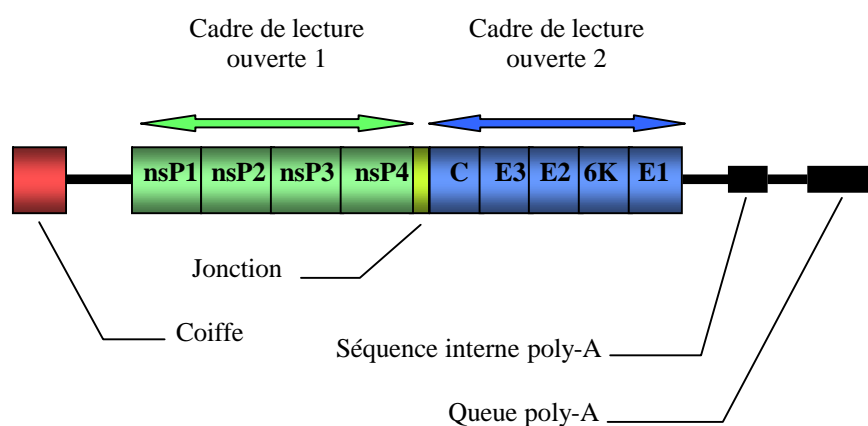 Cadre de lecture
ouverte 1
Cadre de lecture
ouverte 2
nsP1 nsP2 nsP3 nsP4 C E3 E2 6K E1
Jonction
Coiffe
Séquence interne poly-A
Queue poly-A